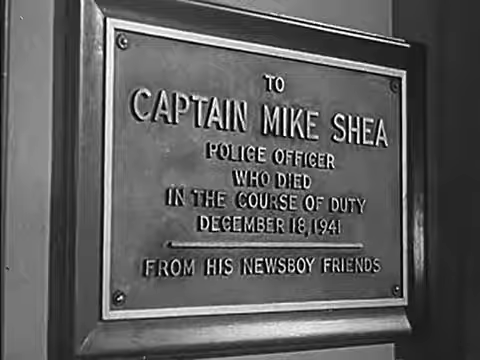 TO
CAPTAIN MIKE SHEA
POLICE OFFICER
WHO DIED
IN THE COURSE OF DUTY
DECEMBER 18, 1941
FROM HIS NEWSBOY FRIENDS